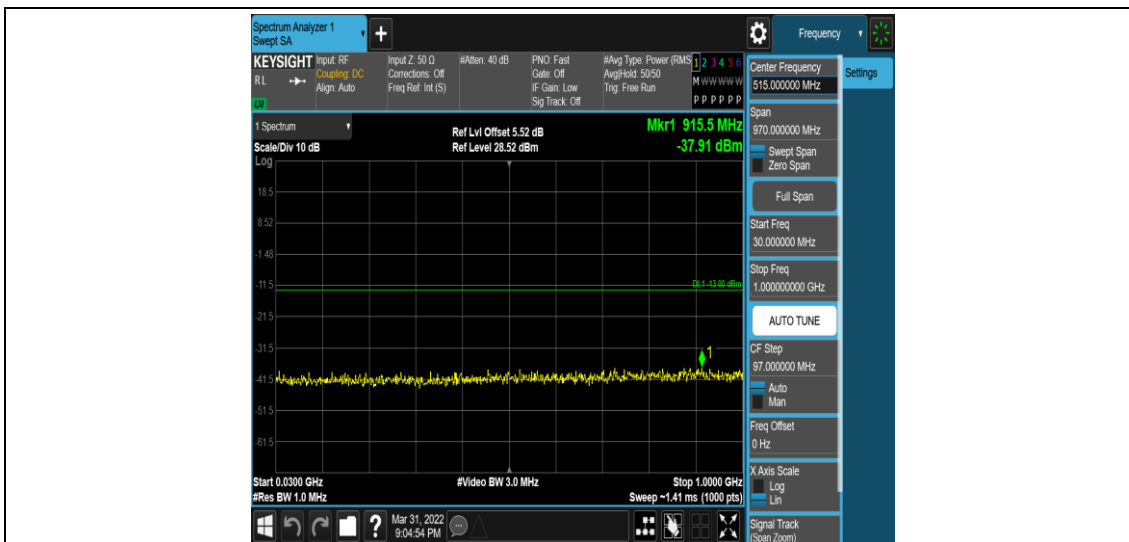 Spectrum Analyzer 1
Swept SA
+
Frequency
KEYSIGHT
RL
Input: RF
Coupling: DC
Align: Auto
Input Z: 50 Ω
Corrections: Off
Freq Ref: Int (S)
#Atten: 40 dB
PNO: Fast
Gate: Off
IF Gain: Low
Sig Track: Off
#Avg Type: Power (RMS
Avg|Hold: 50/50
Trig: Free Run
1 2 3 4 5 6
M W W W W W
P P P P P P
1 Spectrum
Scale/Div 10 dB
Log
Ref Lvl Offset 5.52 dB
Ref Level 28.52 dBm
Mkr1 915.5 MHz
-37.91 dBm
18.5
8.52
-1.48
-11.5
DL1 -13.00 dBm
-21.5
-31.5
1
-41.5
-51.5
-61.5
Start 0.0300 GHz
#Res BW 1.0 MHz
#Video BW 3.0 MHz
Stop 1.0000 GHz
Sweep ~1.41 ms (1000 pts)
?
Mar 31, 2022
9:04:54 PM
Center Frequency
515.000000 MHz
Settings
Span
970.000000 MHz
Swept Span
Zero Span
Full Span
Start Freq
30.000000 MHz
Stop Freq
1.000000000 GHz
AUTO TUNE
CF Step
97.000000 MHz
Auto
Man
Freq Offset
0 Hz
X Axis Scale
Log
Lin
Signal Track
(Span Zoom)